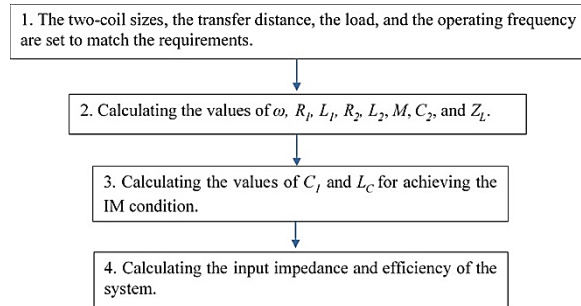 1. The two-coil sizes, the transfer distance, the load, and the operating frequency
are set to match the requirements.
2. Calculating the values of ω, R₁, L₁, R₂, L₂, M, C₂, and Z_L.
3. Calculating the values of C₁ and L_C for achieving the
IM condition.
4. Calculating the input impedance and efficiency of the
system.